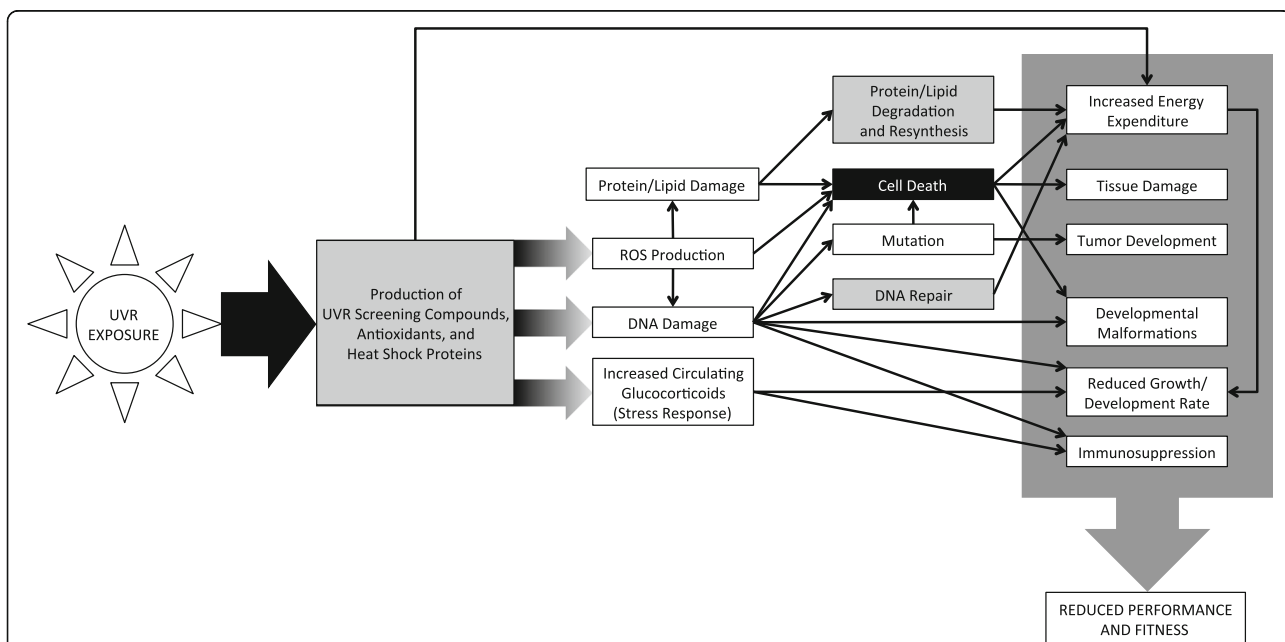 UVR
EXPOSURE
Production of
UVR Screening Compounds,
Antioxidants, and
Heat Shock Proteins
Protein/Lipid Damage
ROS Production
DNA Damage
Increased Circulating
Glucocorticoids
(Stress Response)
Protein/Lipid
Degradation
and Resynthesis
Cell Death
Mutation
DNA Repair
Increased Energy
Expenditure
Tissue Damage
Tumor Development
Developmental
Malformations
Reduced Growth/
Development Rate
Immunosuppression
REDUCED PERFORMANCE
AND FITNESS